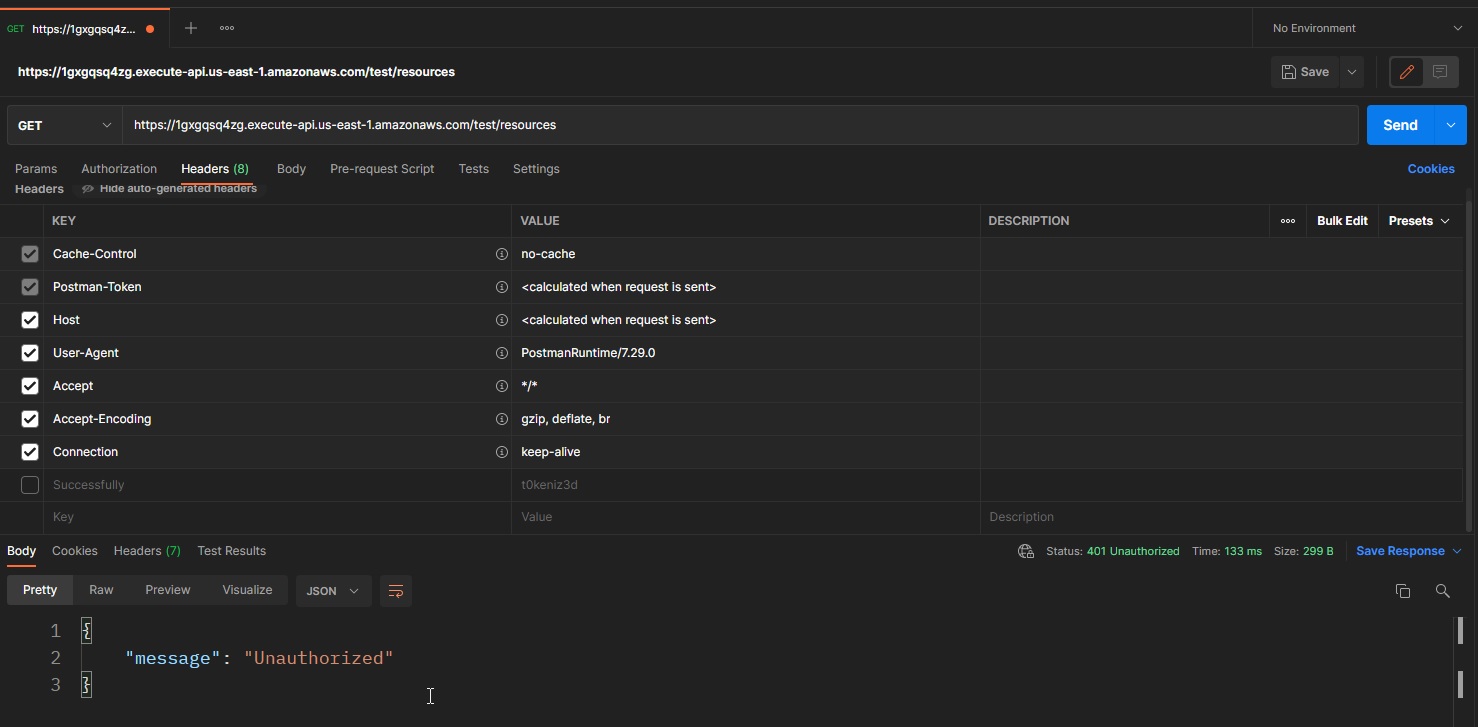 GET https://1gxgqsq4z... No Environment
https://1gxgqsq4zg.execute-api.us-east-1.amazonaws.com/test/resources Save
GET https://1gxgqsq4zg.execute-api.us-east-1.amazonaws.com/test/resources Send
Params Authorization Headers (8) Body Pre-request Script Tests Settings Cookies
Headers Hide auto-generated headers
KEY VALUE DESCRIPTION Bulk Edit Presets
Cache-Control no-cache
Postman-Token <calculated when request is sent>
Host <calculated when request is sent>
User-Agent PostmanRuntime/7.29.0
Accept */*
Accept-Encoding gzip, deflate, br
Connection keep-alive
Successfully t0keniz3d
Key Value Description
Body Cookies Headers (7) Test Results Status: 401 Unauthorized Time: 133 ms Size: 299 B Save Response
Pretty Raw Preview Visualize JSON
1 {
2 "message": "Unauthorized"
3 }